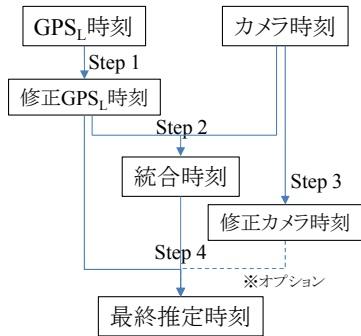 GPSL時刻
カメラ時刻
Step 1
修正GPSL時刻
Step 2
統合時刻
Step 3
修正カメラ時刻
Step 4
※オプション
最終推定時刻